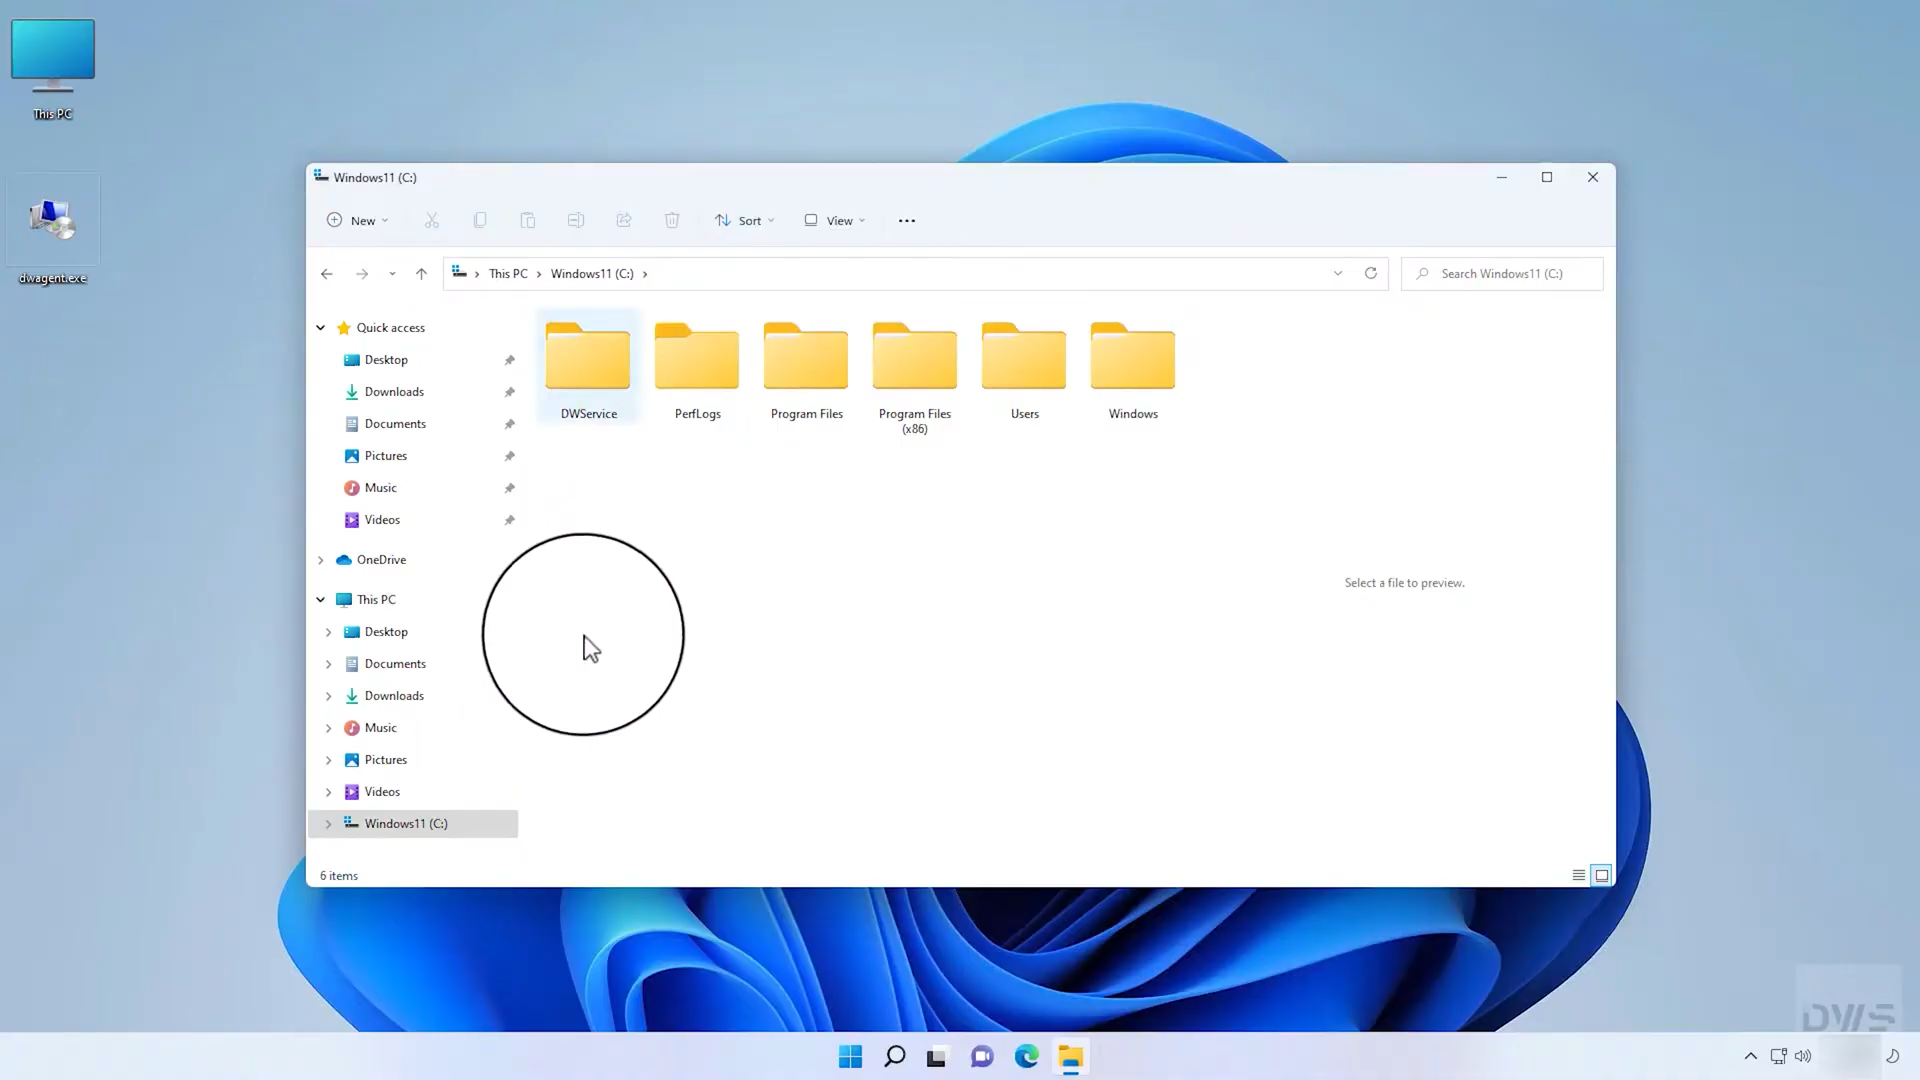 This PC
dwagent.exe
Windows11 (C:)
New
Sort
View
This PC
Windows11 (C:)
Search Windows11 (C:)
Quick access
Desktop
Downloads
Documents
Pictures
Music
Videos
OneDrive
This PC
Desktop
Documents
Downloads
Music
Pictures
Videos
Windows11 (C:)
DWService
PerfLogs
Program Files
Program Files
(x86)
Users
Windows
Select a file to preview.
6 items
DWS